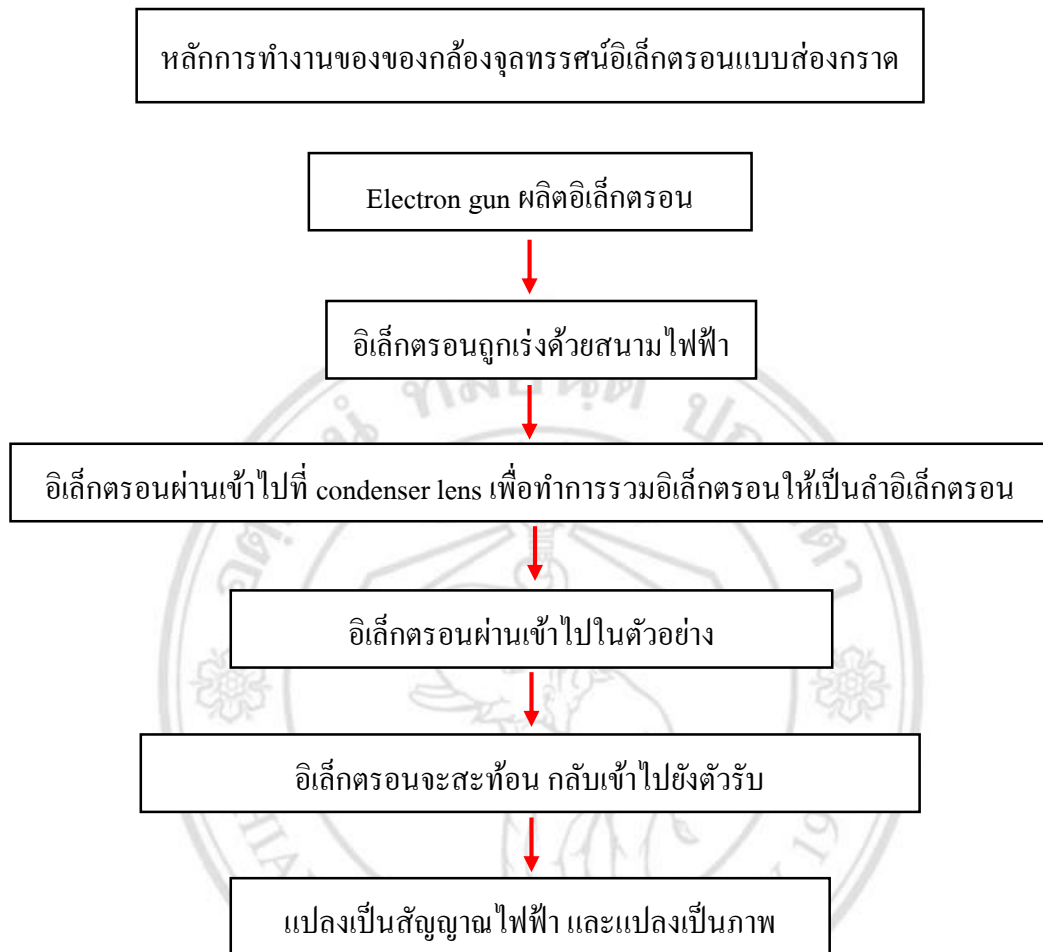 หลักการทำงานของของกล้องจุลทรรศน์อิเล็กตรอนแบบส่องกราด
Electron gun ผลิตอิเล็กตรอน
อิเล็กตรอนถูกเร่งด้วยสนามไฟฟ้า
อิเล็กตรอนผ่านเข้าไปที่ condenser lens เพื่อทำการรวมอิเล็กตรอนให้เป็นลำอิเล็กตรอน
อิเล็กตรอนผ่านเข้าไปในตัวอย่าง
อิเล็กตรอนจะสะท้อน กลับเข้าไปยังตัวรับ
แปลงเป็นสัญญาณไฟฟ้า และแปลงเป็นภาพ